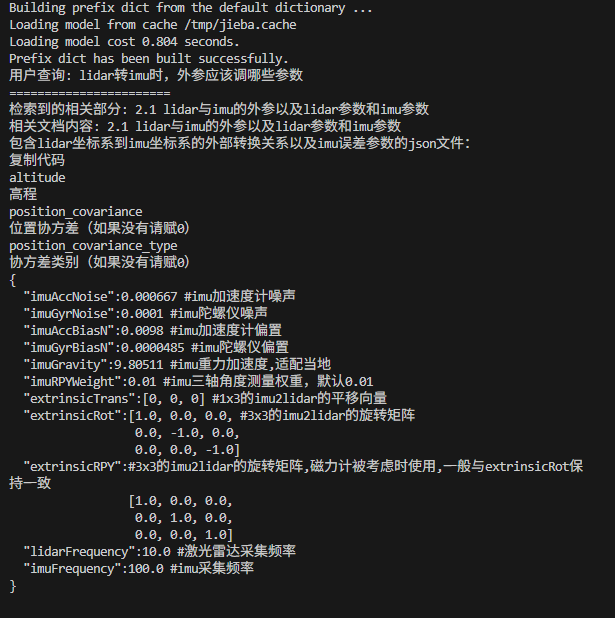 Building prefix dict from the default dictionary ...
Loading model from cache /tmp/jieba.cache
Loading model cost 0.804 seconds.
Prefix dict has been built successfully.
用户查询: lidar转imu时，外参应该调哪些参数
=======================
检索到的相关部分: 2.1 lidar与imu的外参以及lidar参数和imu参数
相关文档内容: 2.1 lidar与imu的外参以及lidar参数和imu参数
包含lidar坐标系到imu坐标系的外部转换关系以及imu误差参数的json文件：
复制代码
altitude
高程
position_covariance
位置协方差（如果没有请赋0）
position_covariance_type
协方差类别（如果没有请赋0）
{
  "imuAccNoise":0.000667 #imu加速度计噪声
  "imuGyrNoise":0.0001 #imu陀螺仪噪声
  "imuAccBiasN":0.0098 #imu加速度计偏置
  "imuGyrBiasN":0.0000485 #imu陀螺仪偏置
  "imuGravity":9.80511 #imu重力加速度,适配当地
  "imuRPYWeight":0.01 #imu三轴角度测量权重，默认0.01
  "extrinsicTrans":[0, 0, 0] #1x3的imu2lidar的平移向量
  "extrinsicRot":[1.0, 0.0, 0.0, #3x3的imu2lidar的旋转矩阵
                  0.0, -1.0, 0.0,
                  0.0, 0.0, -1.0]
  "extrinsicRPY":#3x3的imu2lidar的旋转矩阵,磁力计被考虑时使用,一般与extrinsicRot保
持一致
                 [1.0, 0.0, 0.0,
                  0.0, 1.0, 0.0,
                  0.0, 0.0, 1.0]
  "lidarFrequency":10.0 #激光雷达采集频率
  "imuFrequency":100.0 #imu采集频率
}